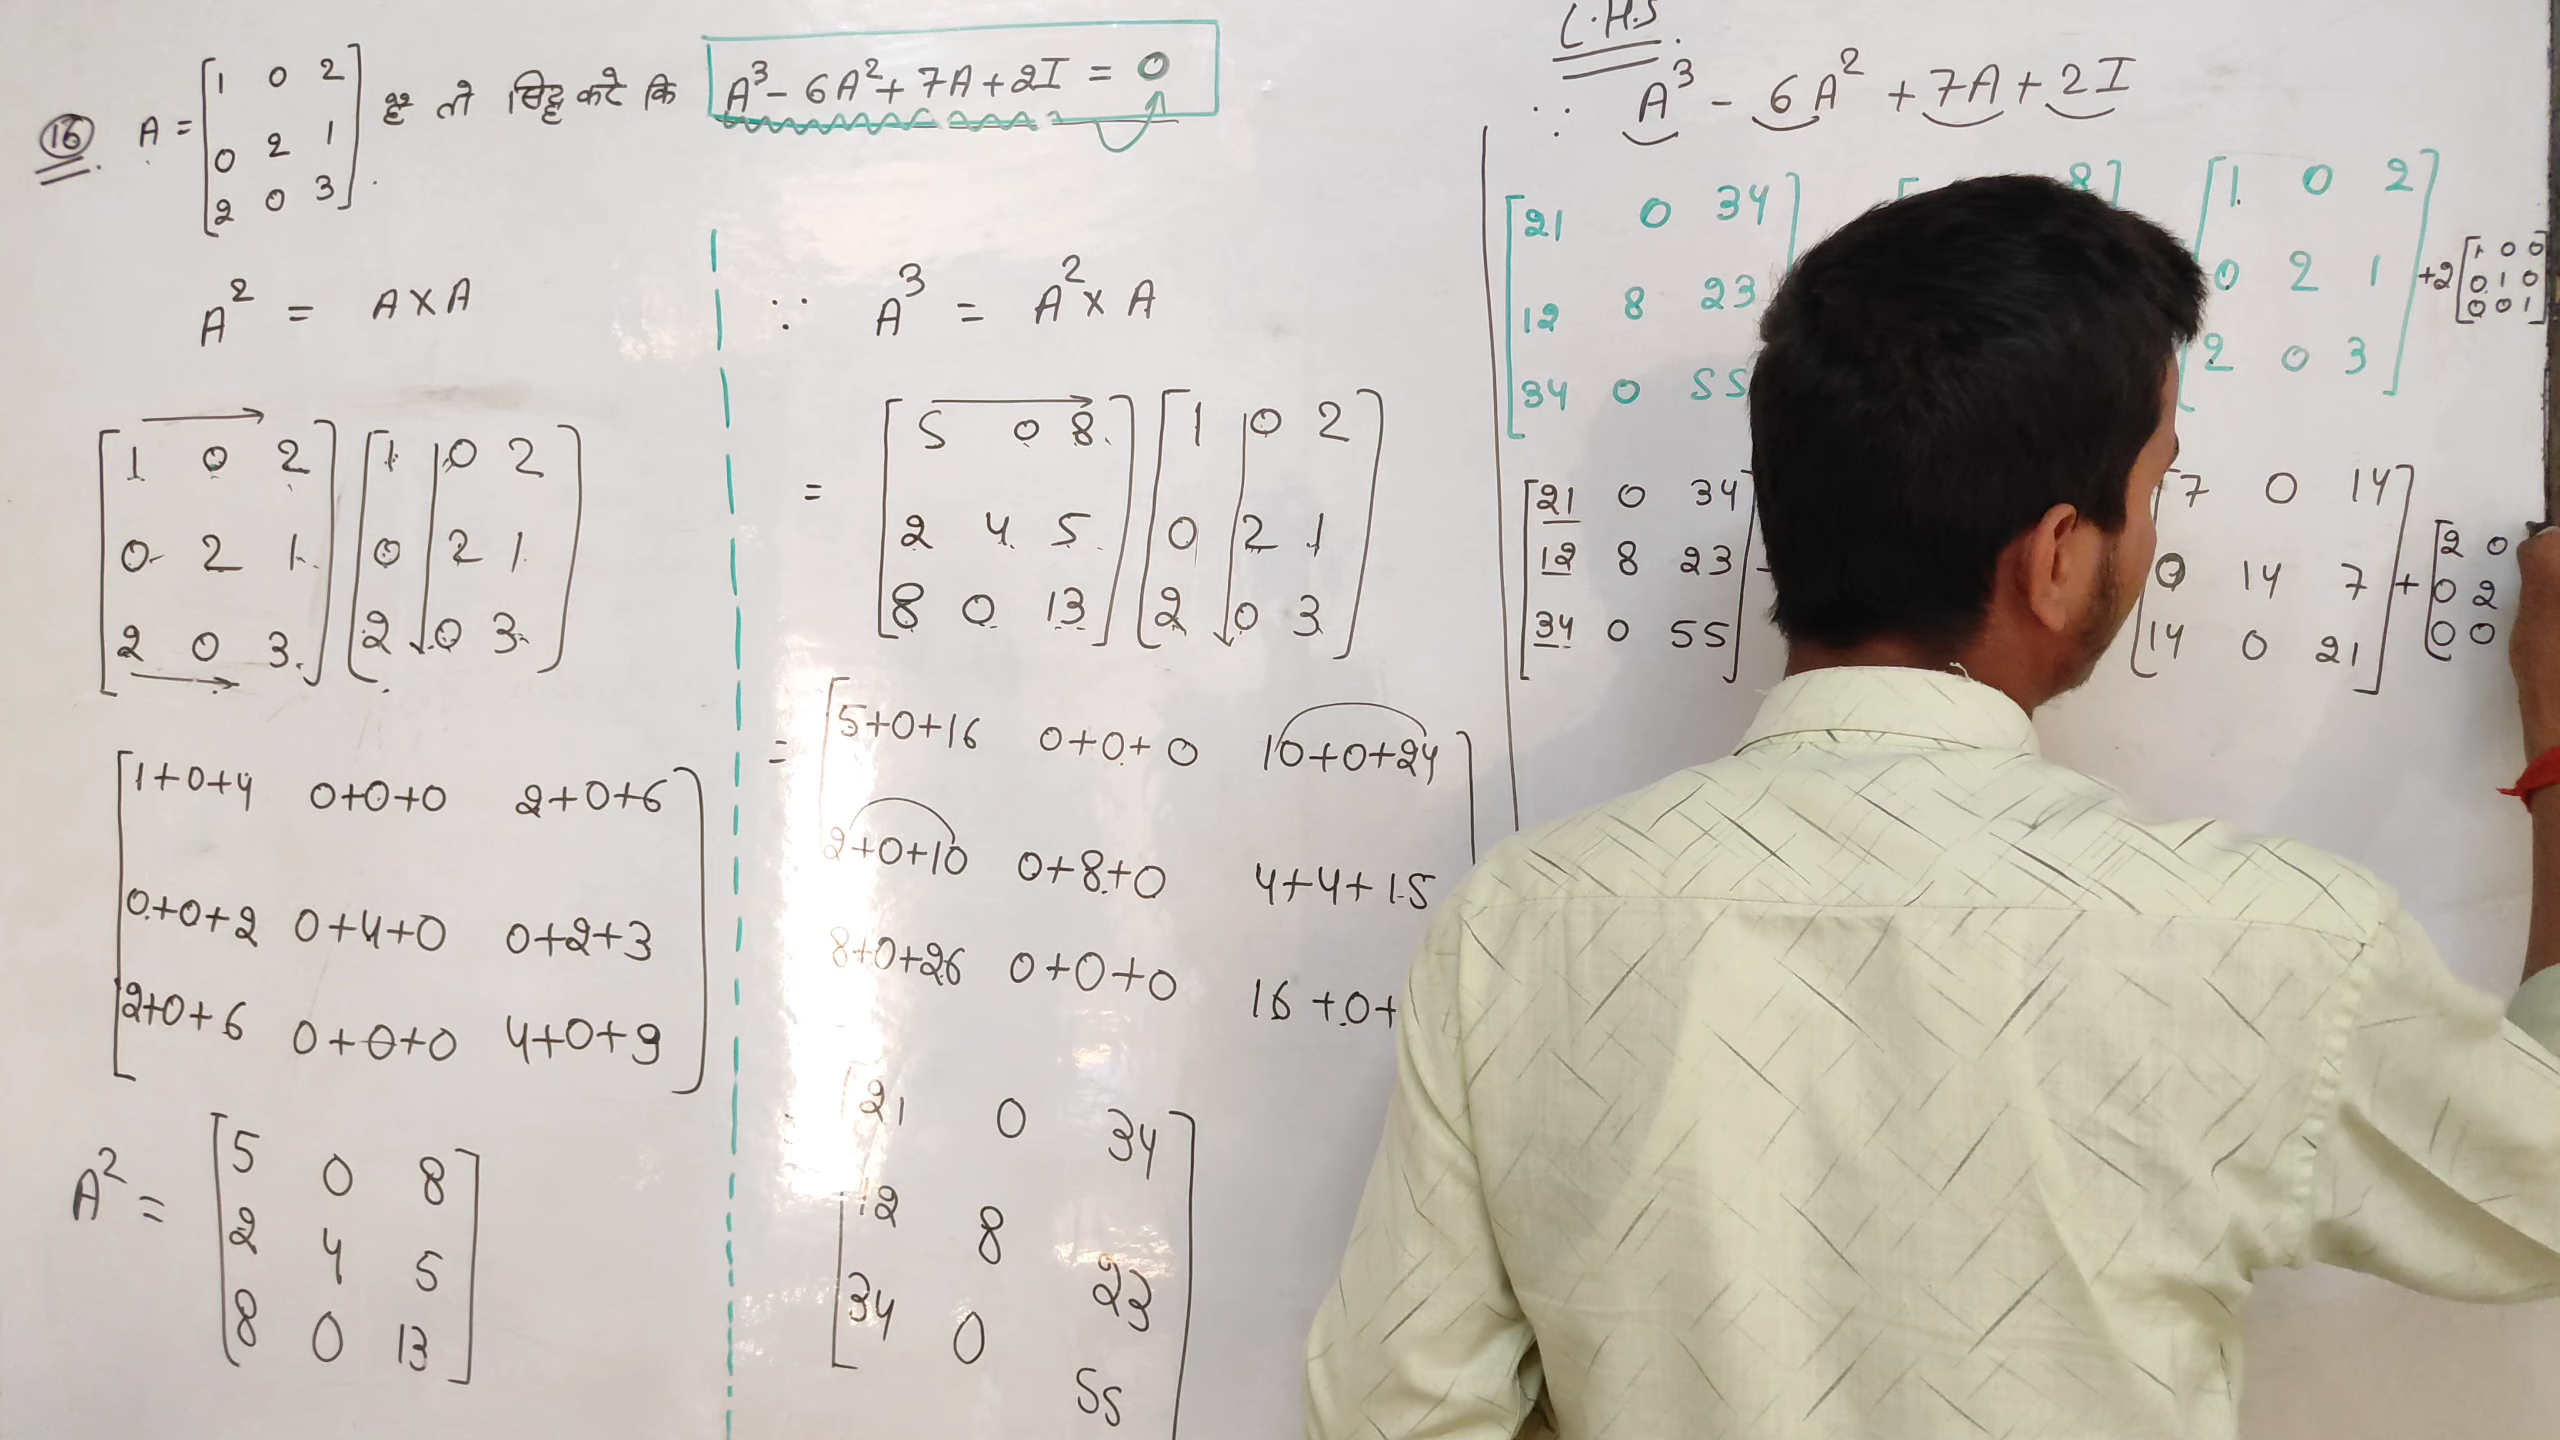 16. A = [1 0 2
0 2 1
2 0 3] है तो सिद्ध करे कि A³ - 6A² + 7A + 2I = 0
A² = A × A
[1 0 2] [1 0 2]
[0 2 1] [0 2 1]
[2 0 3] [2 0 3]
[1+0+4 0+0+0 2+0+6]
[0+0+2 0+4+0 0+2+3]
[2+0+6 0+0+0 4+0+9]
A² = [5 0 8
2 4 5
8 0 13]
∵ A³ = A² × A
= [5 0 8] [1 0 2]
[2 4 5] [0 2 1]
[8 0 13] [2 0 3]
= [5+0+16 0+0+0 10+0+24]
2+0+10 0+8+0 4+4+15
8+0+26 0+0+0 16+0+
[21 0 34]
12 8 23
34 0 55
L.H.S
∵ A³ - 6A² + 7A + 2I
[21 0 34] 8] [1 0 2]
12 8 23 0 2 1 +2 [1 0 0
0 1 0
0 0 1]
34 0 55 2 0 3
[21 0 34 7 0 14]
12 8 23 0 14 7 + [2 0
0 2
0 0
34 0 55 14 0 21